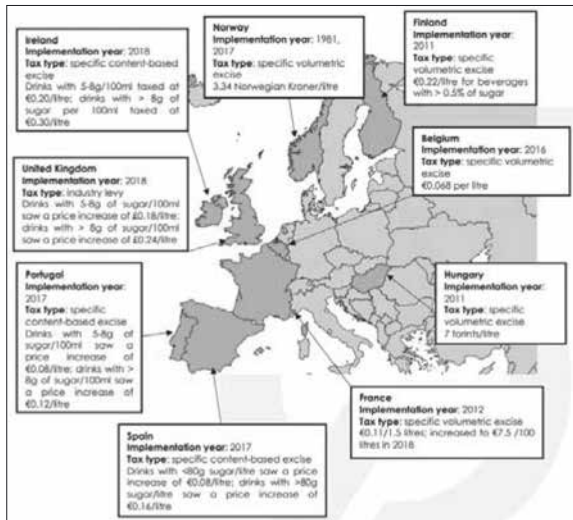 Ireland
Implementation year: 2018
Tax type: specific content-based
excise
Drinks with 5-8g/100ml taxed at
€0.20/litre; drinks with > 8g of
sugar per 100ml taxed at
€0.30/litre
Norway
Implementation year: 1981,
2017
Tax type: specific volumetric
excise
3.34 Norwegian Kroner/litre
Finland
Implementation year:
2011
Tax type: specific
volumetric excise
€0.22/litre for beverages
with > 0.5% of sugar
Belgium
Implementation year: 2016
Tax type: specific volumetric
excise
€0.068 per litre
United Kingdom
Implementation year: 2018
Tax type: industry levy
Drinks with 5-8g of sugar/100ml
saw a price increase of £0.18/litre;
drinks with > 8g of sugar/100ml
saw a price increase of £0.24/litre
Portugal
Implementation year:
2017
Tax type: specific
content-based excise
Drinks with 5-8g of
sugar/100ml saw a
price increase of
€0.08/litre; drinks with >
8g of sugar/100ml saw
a price increase of
€0.12/litre
Hungary
Implementation year:
2011
Tax type: specific
volumetric excise
7 forints/litre
France
Implementation year: 2012
Tax type: specific volumetric excise
€0.11/1.5 litres; increased to €7.5 /100
litres in 2018
Spain
Implementation year: 2017
Tax type: specific content-based excise
Drinks with <80g sugar/litre saw a price
increase of €0.08/litre; drinks with >80g
sugar/litre saw a price increase of
€0.16/litre